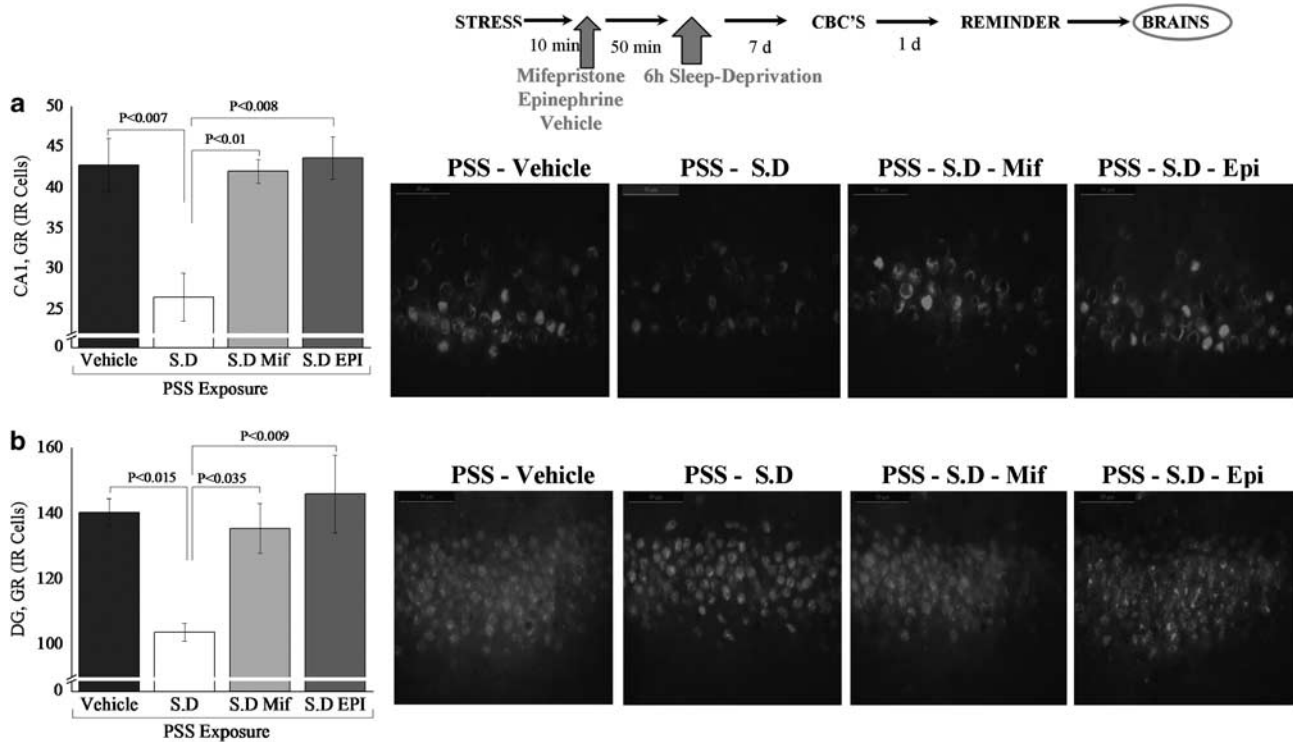 STRESS CBC'S REMINDER BRAINS
10 min 50 min 7 d 1 d
Mifepristone 6h Sleep-Deprivation
Epinephrine
Vehicle
a
50
45
40
35
30
25
0
CA1, GR (IR Cells)
P<0.007
P<0.008
P<0.01
Vehicle S.D S.D Mif S.D EPI
PSS Exposure
PSS - Vehicle PSS - S.D PSS - S.D - Mif PSS - S.D - Epi
b
160
140
120
100
0
DG, GR (IR Cells)
P<0.009
P<0.015 P<0.035
Vehicle S.D S.D Mif S.D EPI
PSS Exposure
PSS - Vehicle PSS - S.D PSS - S.D - Mif PSS - S.D - Epi